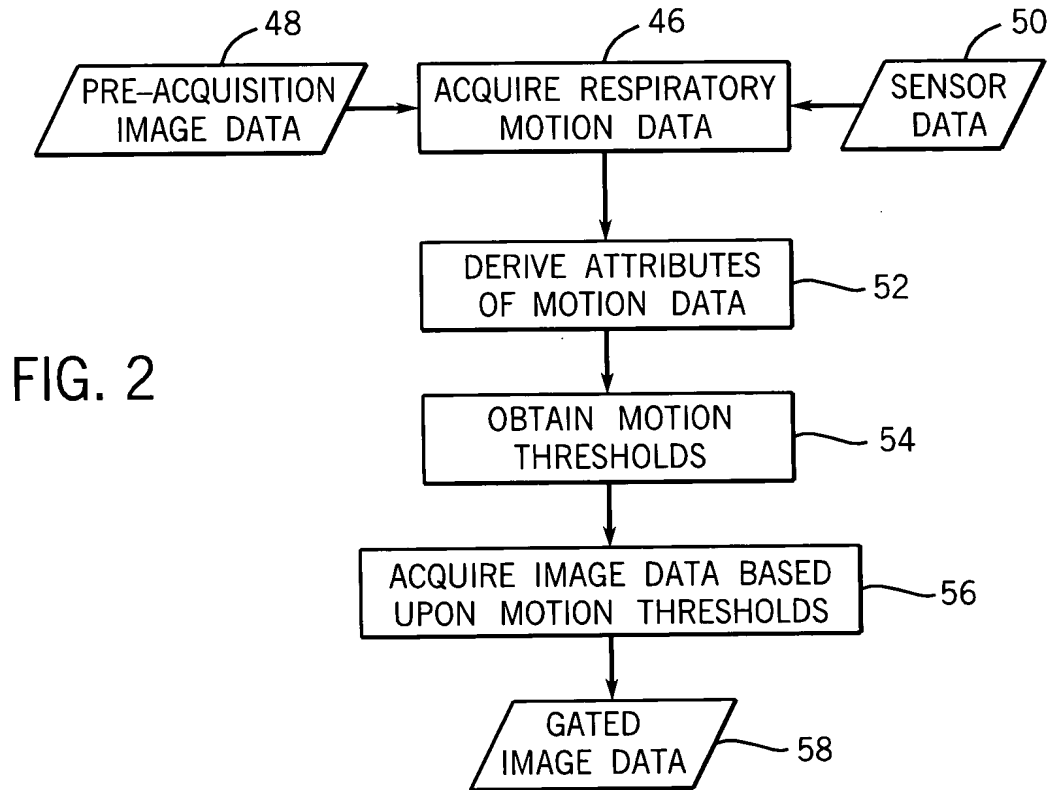 48
46
50
PRE-ACQUISITION
IMAGE DATA
ACQUIRE RESPIRATORY
MOTION DATA
SENSOR
DATA
DERIVE ATTRIBUTES
OF MOTION DATA
52
FIG. 2
OBTAIN MOTION
THRESHOLDS
54
ACQUIRE IMAGE DATA BASED
UPON MOTION THRESHOLDS
56
GATED
IMAGE DATA
58